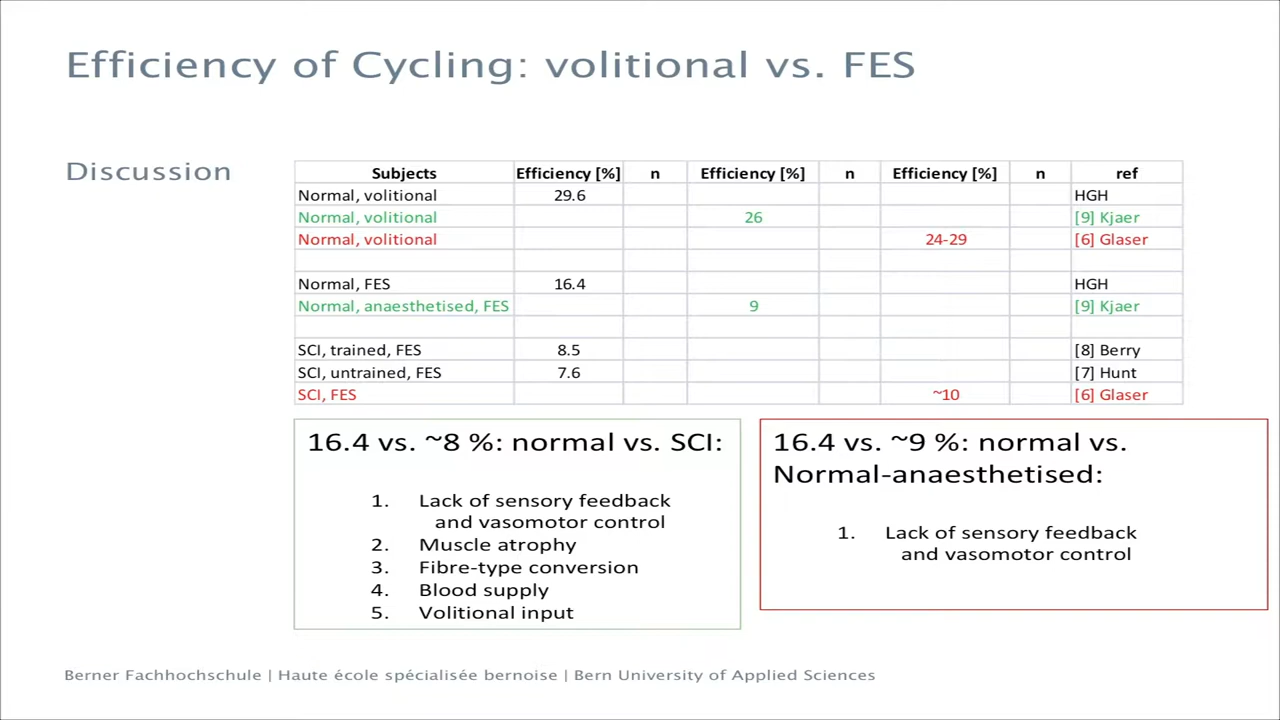 Efficiency of Cycling: volitional vs. FES
Discussion
Subjects Efficiency [%] n Efficiency [%] n Efficiency [%] n ref
Normal, volitional 29.6 HGH
Normal, volitional 26 [9] Kjaer
Normal, volitional 24-29 [6] Glaser
Normal, FES 16.4 HGH
Normal, anaesthetised, FES 9 [9] Kjaer
SCI, trained, FES 8.5 [8] Berry
SCI, untrained, FES 7.6 [7] Hunt
SCI, FES ~10 [6] Glaser
16.4 vs. ~8 %: normal vs. SCI:
1. Lack of sensory feedback
and vasomotor control
2. Muscle atrophy
3. Fibre-type conversion
4. Blood supply
5. Volitional input
16.4 vs. ~9 %: normal vs.
Normal-anaesthetised:
1. Lack of sensory feedback
and vasomotor control
Berner Fachhochschule | Haute école spécialisée bernoise | Bern University of Applied Sciences